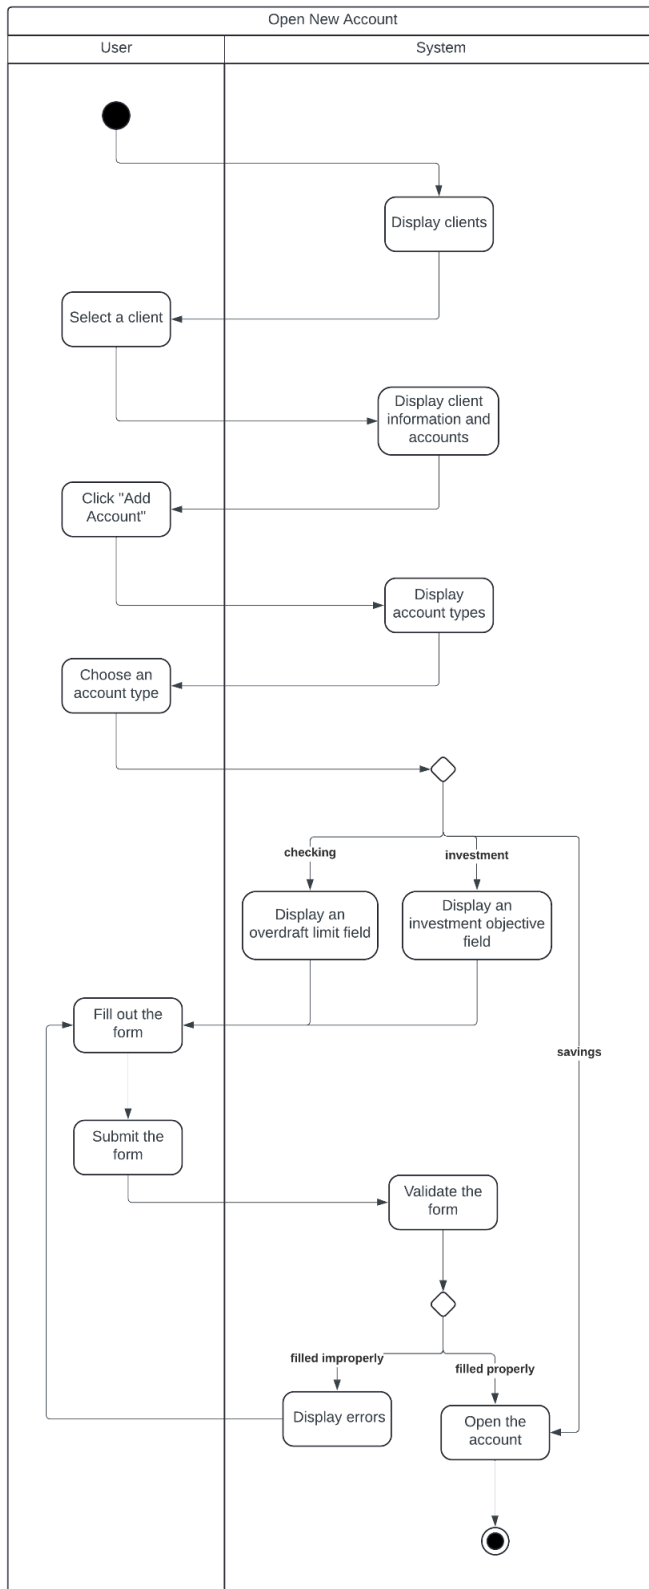 Open New Account
User
System
Display clients
Select a client
Display client
information and
accounts
Click "Add
Account"
Display
account types
Choose an
account type
checking
investment
Display an
overdraft limit field
Display an
investment objective
field
Fill out the
form
savings
Submit the
form
Validate the
form
filled improperly
filled properly
Display errors
Open the
account